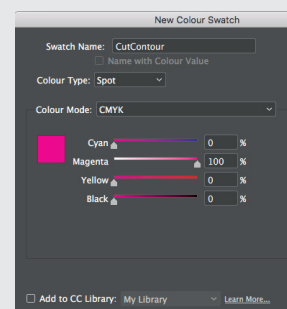 New Colour Swatch
Swatch Name: CutContour
Name with Colour Value
Colour Type: Spot
Colour Mode: CMYK
Cyan 0 %
Magenta 100 %
Yellow 0 %
Black 0 %
Add to CC Library: My Library Learn More...